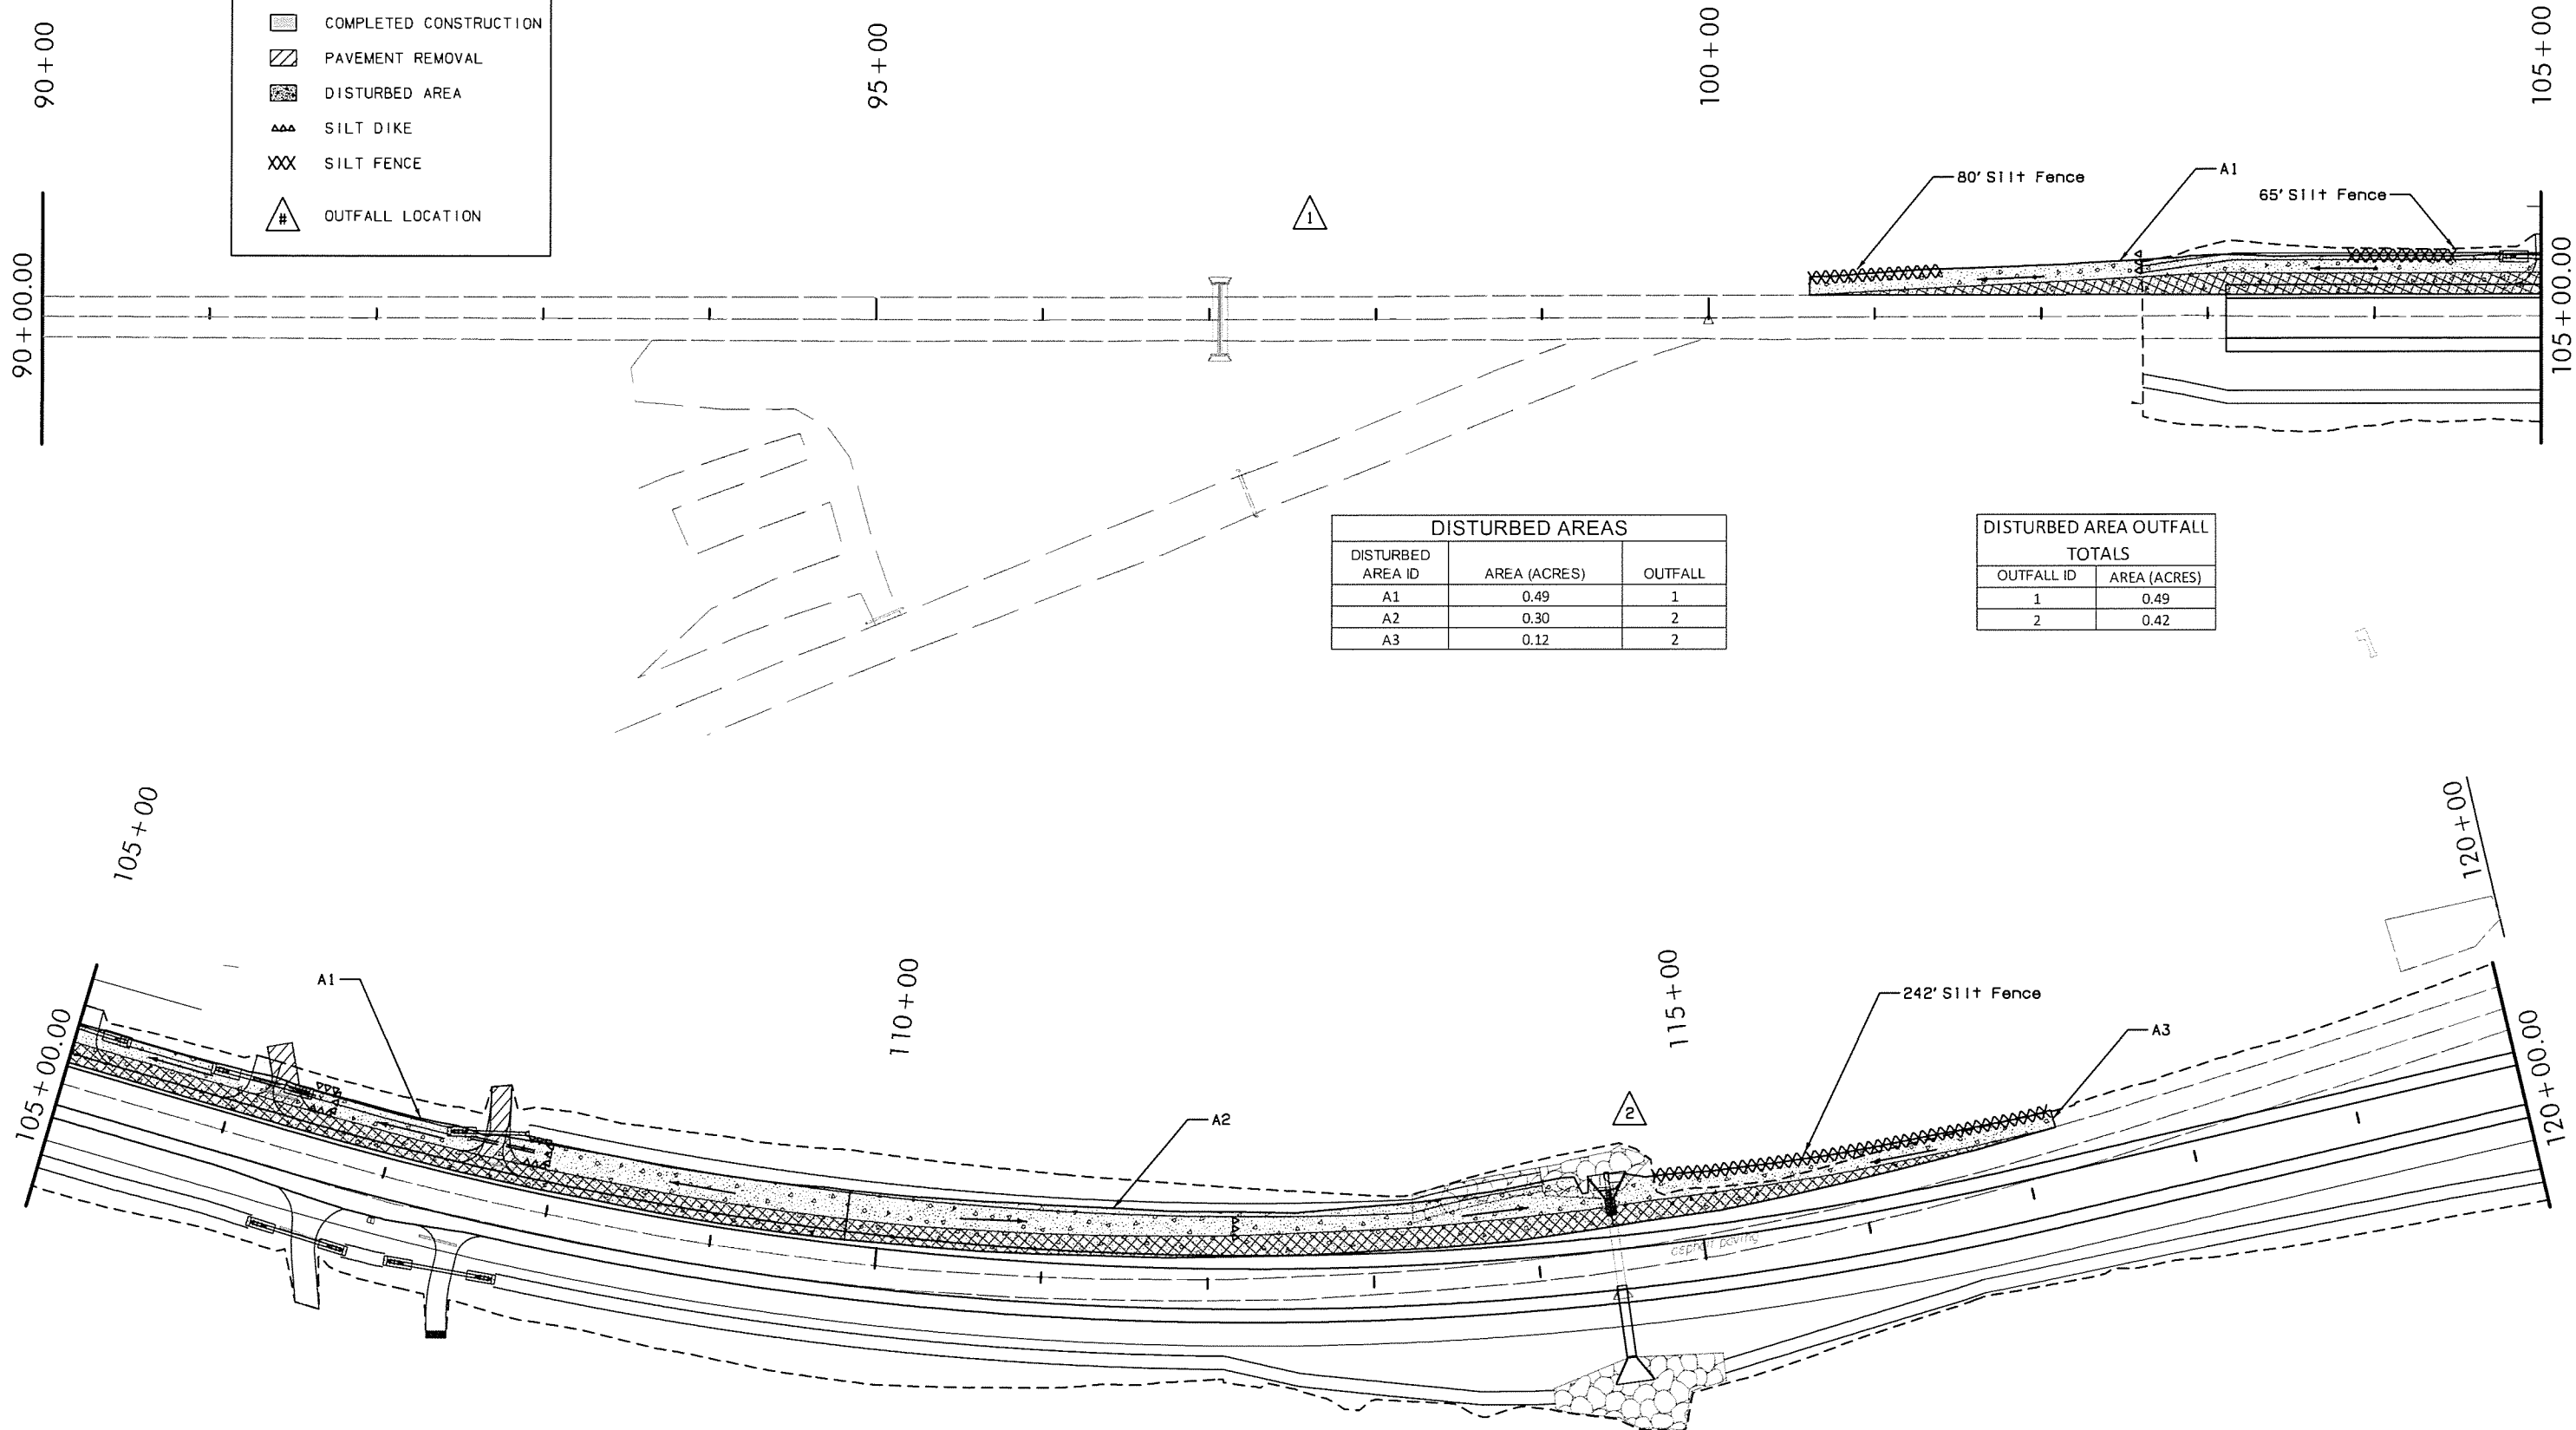 COMPLETED CONSTRUCTION
PAVEMENT REMOVAL
DISTURBED AREA
SILT DIKE
SILT FENCE
# OUTFALL LOCATION
90+00
95+00
100+00
105+00
90+00.00
105+00.00
1
80' Silt Fence
A1
65' Silt Fence
DISTURBED AREAS
DISTURBED AREA ID AREA (ACRES) OUTFALL
A1 0.49 1
A2 0.30 2
A3 0.12 2
DISTURBED AREA OUTFALL
TOTALS
OUTFALL ID AREA (ACRES)
1 0.49
2 0.42
105+00
110+00
115+00
120+00
105+00.00
120+00.00
A1
A2
2
242' Silt Fence
A3
asphalt paving